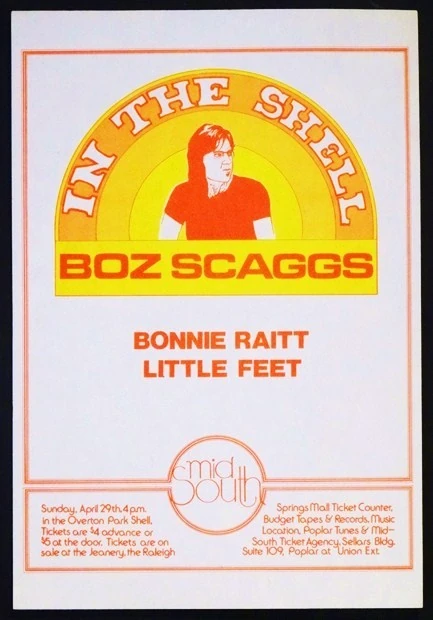 IN THE SHELL
BOZ SCAGGS
BONNIE RAITT
LITTLE FEET
mid
South
Sunday, April 29th, 4 p.m.
in the Overton Park Shell,
Tickets are $4 advance or
$5 at the door. Tickets are on
sale at the Jeanery, the Raleigh
Springs Mall Ticket Counter,
Budget Tapes & Records, Music
Location, Poplar Tunes & Mid-
South Ticket Agency, Sellars Bldg.
Suite 109, Poplar at Union Ext.